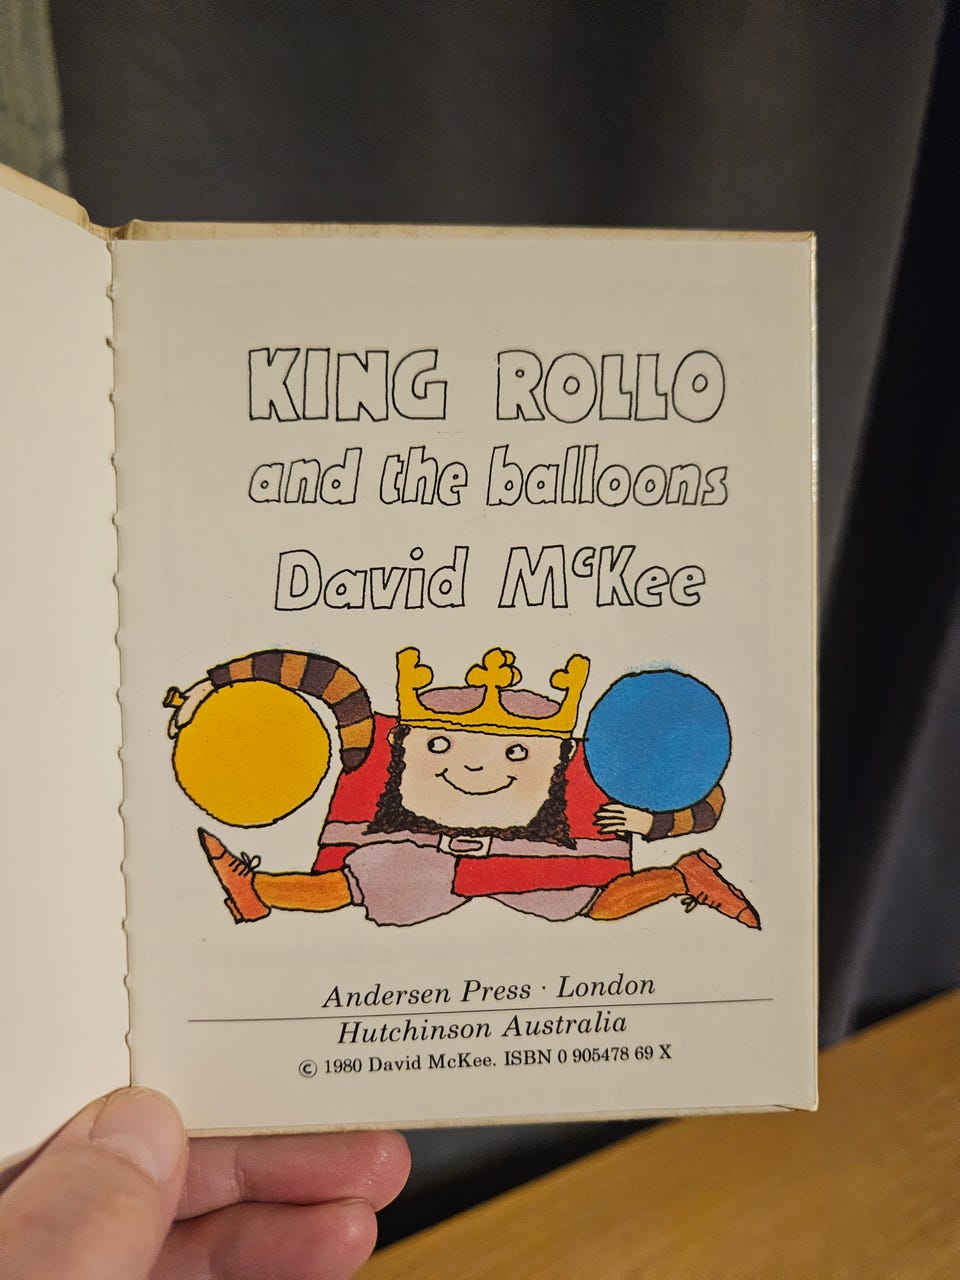 KING ROLLO
and the balloons
David McKee
Andersen Press · London
Hutchinson Australia
© 1980 David McKee. ISBN 0 905478 69 X